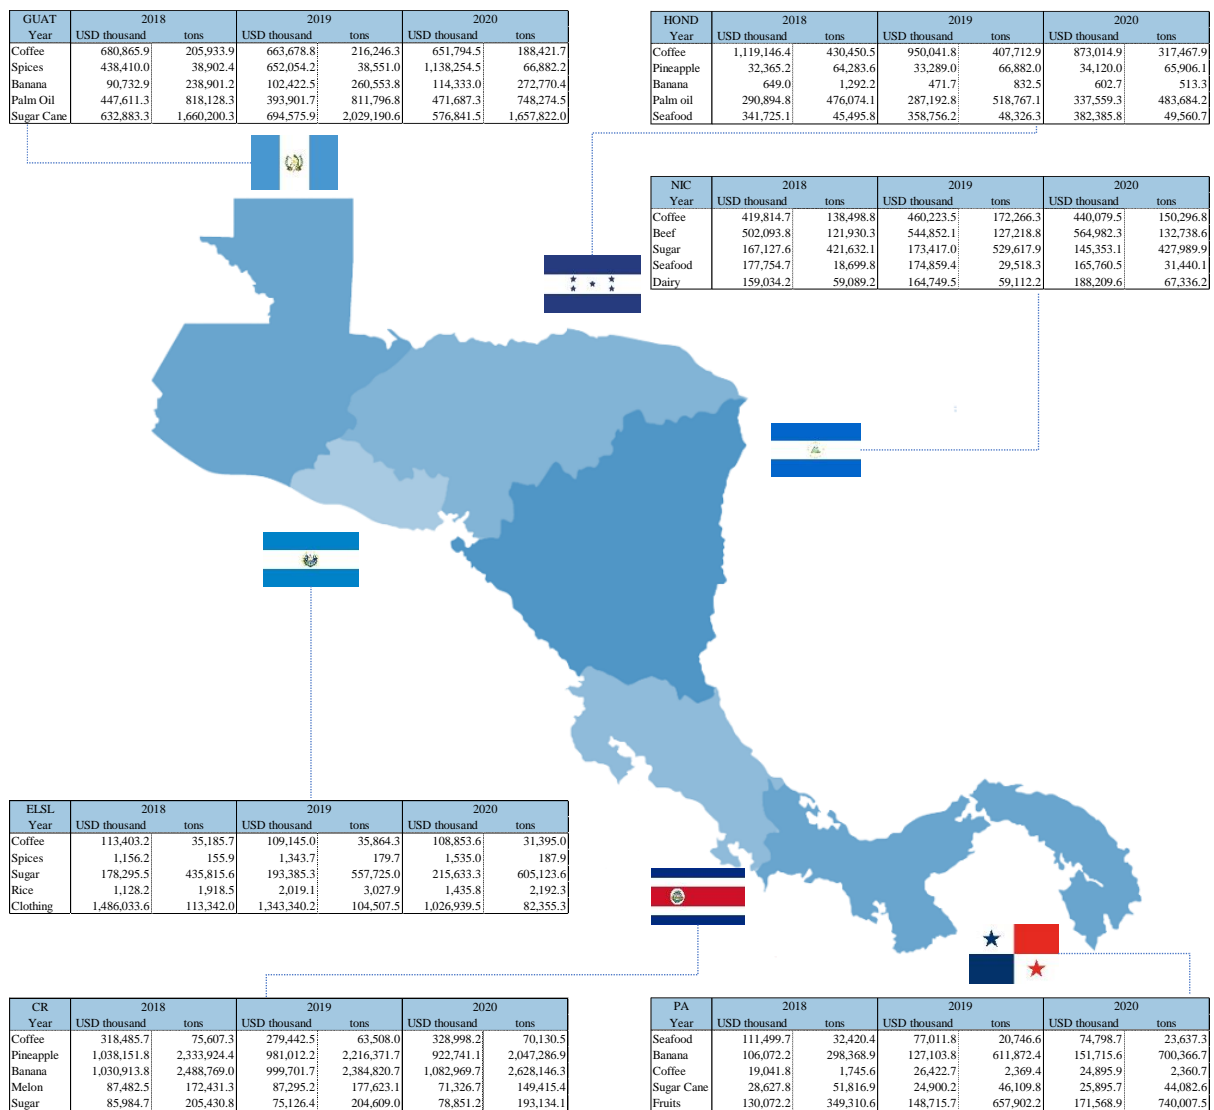 GUAT 2018 2019 2020
Year USD thousand tons USD thousand tons USD thousand tons
Coffee 680,865.9 205,933.9 663,678.8 216,246.3 651,794.5 188,421.7
Spices 438,410.0 38,902.4 652,054.2 38,551.0 1,138,254.5 66,882.2
Banana 90,732.9 238,901.2 102,422.5 260,553.8 114,333.0 272,770.4
Palm Oil 447,611.3 818,128.3 393,901.7 811,796.8 471,687.3 748,274.5
Sugar Cane 632,883.3 1,660,200.3 694,575.9 2,029,190.6 576,841.5 1,657,822.0
HOND 2018 2019 2020
Year USD thousand tons USD thousand tons USD thousand tons
Coffee 1,119,146.4 430,450.5 950,041.8 407,712.9 873,014.9 317,467.9
Pineapple 32,365.2 64,283.6 33,289.0 66,882.0 34,120.0 65,906.1
Banana 649.0 1,292.2 471.7 832.5 602.7 513.3
Palm oil 290,894.8 476,074.1 287,192.8 518,767.1 337,559.3 483,684.2
Seafood 341,725.1 45,495.8 358,756.2 48,326.3 382,385.8 49,560.7
NIC 2018 2019 2020
Year USD thousand tons USD thousand tons USD thousand tons
Coffee 419,814.7 138,498.8 460,223.5 172,266.3 440,079.5 150,296.8
Beef 502,093.8 121,930.3 544,852.1 127,218.8 564,982.3 132,738.6
Sugar 167,127.6 421,632.1 173,417.0 529,617.9 145,353.1 427,989.9
Seafood 177,754.7 18,699.8 174,859.4 29,518.3 165,760.5 31,440.1
Dairy 159,034.2 59,089.2 164,749.5 59,112.2 188,209.6 67,336.2
ELSL 2018 2019 2020
Year USD thousand tons USD thousand tons USD thousand tons
Coffee 113,403.2 35,185.7 109,145.0 35,864.3 108,853.6 31,395.0
Spices 1,156.2 155.9 1,343.7 179.7 1,535.0 187.9
Sugar 178,295.5 435,815.6 193,385.3 557,725.0 215,633.3 605,123.6
Rice 1,128.2 1,918.5 2,019.1 3,027.9 1,435.8 2,192.3
Clothing 1,486,033.6 113,342.0 1,343,340.2 104,507.5 1,026,939.5 82,355.3
CR 2018 2019 2020
Year USD thousand tons USD thousand tons USD thousand tons
Coffee 318,485.7 75,607.3 279,442.5 63,508.0 328,998.2 70,130.5
Pineapple 1,038,151.8 2,333,924.4 981,012.2 2,216,371.7 922,741.1 2,047,286.9
Banana 1,030,913.8 2,488,769.0 999,701.7 2,384,820.7 1,082,969.7 2,628,146.3
Melon 87,482.5 172,431.3 87,295.2 177,623.1 71,326.7 149,415.4
Sugar 85,984.7 205,430.8 75,126.4 204,609.0 78,851.2 193,134.1
PA 2018 2019 2020
Year USD thousand tons USD thousand tons USD thousand tons
Seafood 111,499.7 32,420.4 77,011.8 20,746.6 74,798.7 23,637.3
Banana 106,072.2 298,368.9 127,103.8 611,872.4 151,715.6 700,366.7
Coffee 19,041.8 1,745.6 26,422.7 2,369.4 24,895.9 2,360.7
Sugar Cane 28,627.8 51,816.9 24,900.2 46,109.8 25,895.7 44,082.6
Fruits 130,072.2 349,310.6 148,715.7 657,902.2 171,568.9 740,007.5